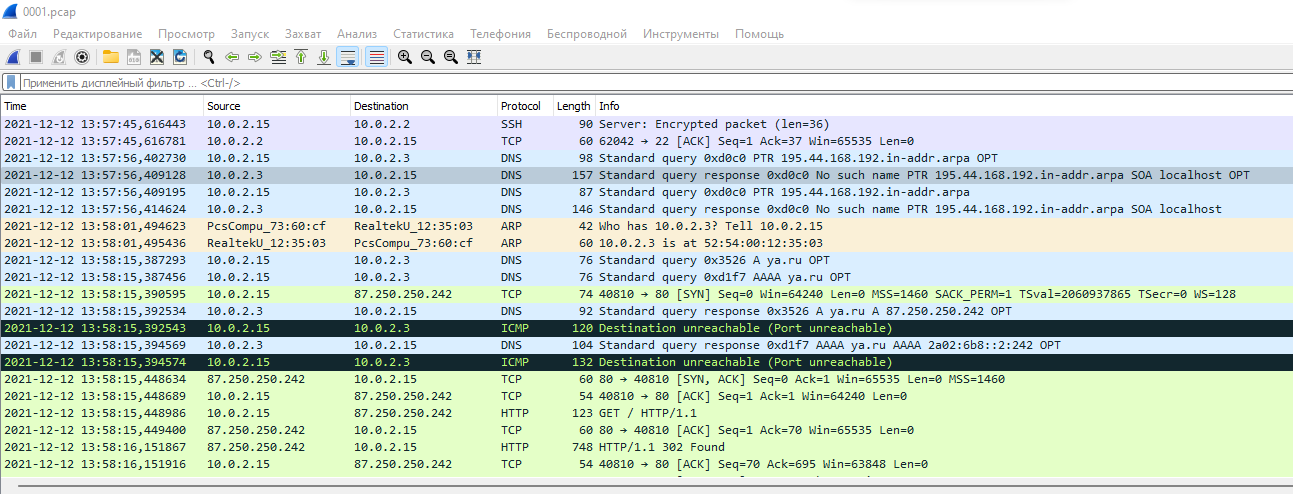 0001.pcap
Файл Редактирование Просмотр Запуск Захват Анализ Статистика Телефония Беспроводной Инструменты Помощь
Применить дисплейный фильтр ... <Ctrl-/>
Time Source Destination Protocol Length Info
2021-12-12 13:57:45,616443 10.0.2.15 10.0.2.2 SSH 90 Server: Encrypted packet (len=36)
2021-12-12 13:57:45,616781 10.0.2.2 10.0.2.15 TCP 60 62042 → 22 [ACK] Seq=1 Ack=37 Win=65535 Len=0
2021-12-12 13:57:56,402730 10.0.2.15 10.0.2.3 DNS 98 Standard query 0xd0c0 PTR 195.44.168.192.in-addr.arpa OPT
2021-12-12 13:57:56,409128 10.0.2.3 10.0.2.15 DNS 157 Standard query response 0xd0c0 No such name PTR 195.44.168.192.in-addr.arpa SOA localhost OPT
2021-12-12 13:57:56,409195 10.0.2.15 10.0.2.3 DNS 87 Standard query 0xd0c0 PTR 195.44.168.192.in-addr.arpa
2021-12-12 13:57:56,414624 10.0.2.3 10.0.2.15 DNS 146 Standard query response 0xd0c0 No such name PTR 195.44.168.192.in-addr.arpa SOA localhost
2021-12-12 13:58:01,494623 PcsCompu_73:60:cf RealtekU_12:35:03 ARP 42 Who has 10.0.2.3? Tell 10.0.2.15
2021-12-12 13:58:01,495436 RealtekU_12:35:03 PcsCompu_73:60:cf ARP 60 10.0.2.3 is at 52:54:00:12:35:03
2021-12-12 13:58:15,387293 10.0.2.15 10.0.2.3 DNS 76 Standard query 0x3526 A ya.ru OPT
2021-12-12 13:58:15,387456 10.0.2.15 10.0.2.3 DNS 76 Standard query 0xd1f7 AAAA ya.ru OPT
2021-12-12 13:58:15,390595 10.0.2.15 87.250.250.242 TCP 74 40810 → 80 [SYN] Seq=0 Win=64240 Len=0 MSS=1460 SACK_PERM=1 TSval=2060937865 TSecr=0 WS=128
2021-12-12 13:58:15,392534 10.0.2.3 10.0.2.15 DNS 92 Standard query response 0x3526 A ya.ru A 87.250.250.242 OPT
2021-12-12 13:58:15,392543 10.0.2.15 10.0.2.3 ICMP 120 Destination unreachable (Port unreachable)
2021-12-12 13:58:15,394569 10.0.2.3 10.0.2.15 DNS 104 Standard query response 0xd1f7 AAAA ya.ru AAAA 2a02:6b8::2:242 OPT
2021-12-12 13:58:15,394574 10.0.2.15 10.0.2.3 ICMP 132 Destination unreachable (Port unreachable)
2021-12-12 13:58:15,448634 87.250.250.242 10.0.2.15 TCP 60 80 → 40810 [SYN, ACK] Seq=0 Ack=1 Win=65535 Len=0 MSS=1460
2021-12-12 13:58:15,448689 10.0.2.15 87.250.250.242 TCP 54 40810 → 80 [ACK] Seq=1 Ack=1 Win=64240 Len=0
2021-12-12 13:58:15,448986 10.0.2.15 87.250.250.242 HTTP 123 GET / HTTP/1.1
2021-12-12 13:58:15,449400 87.250.250.242 10.0.2.15 TCP 60 80 → 40810 [ACK] Seq=1 Ack=70 Win=65535 Len=0
2021-12-12 13:58:16,151867 87.250.250.242 10.0.2.15 HTTP 748 HTTP/1.1 302 Found
2021-12-12 13:58:16,151916 10.0.2.15 87.250.250.242 TCP 54 40810 → 80 [ACK] Seq=70 Ack=695 Win=63848 Len=0